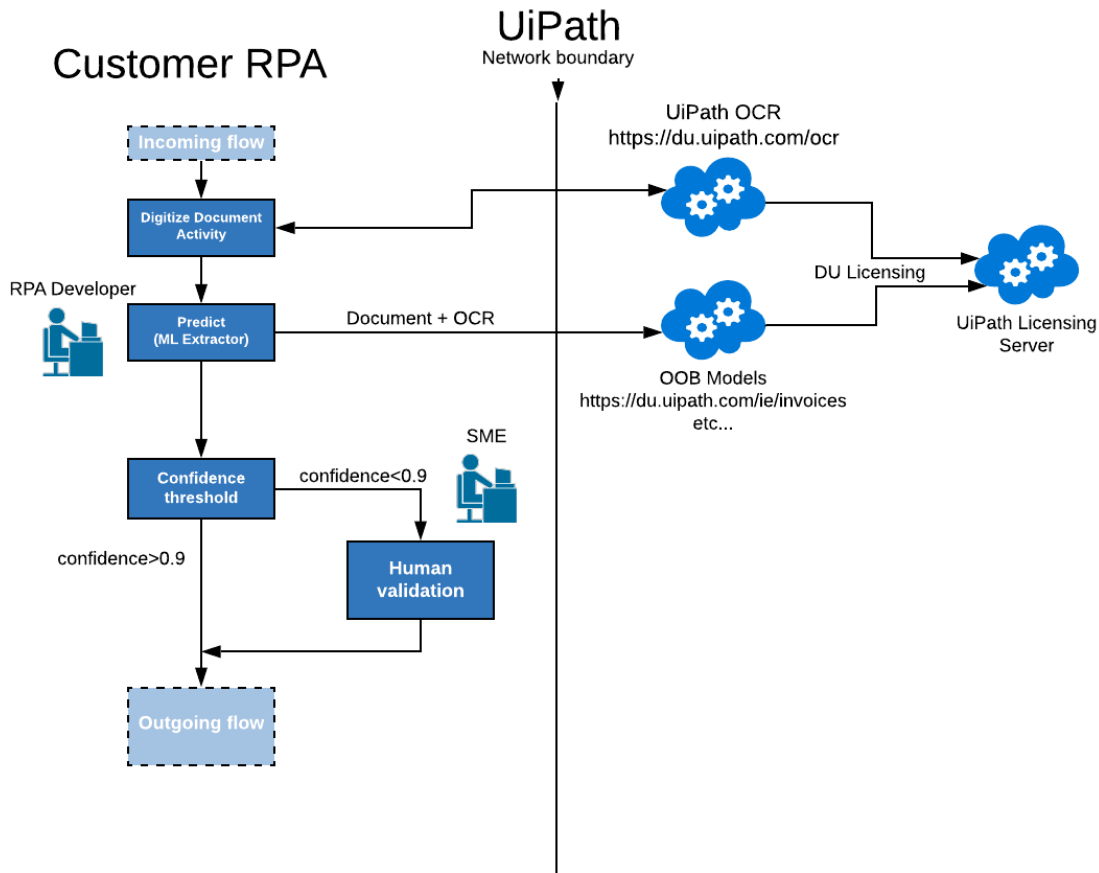 UiPath
Network boundary
Customer RPA
Incoming flow
UiPath OCR
https://du.uipath.com/ocr
Digitize Document
Activity
DU Licensing
UiPath Licensing
Server
RPA Developer
Predict
(ML Extractor)
Document + OCR
OOB Models
https://du.uipath.com/ie/invoices
etc...
SME
Confidence
threshold
confidence<0.9
confidence>0.9
Human
validation
Outgoing flow